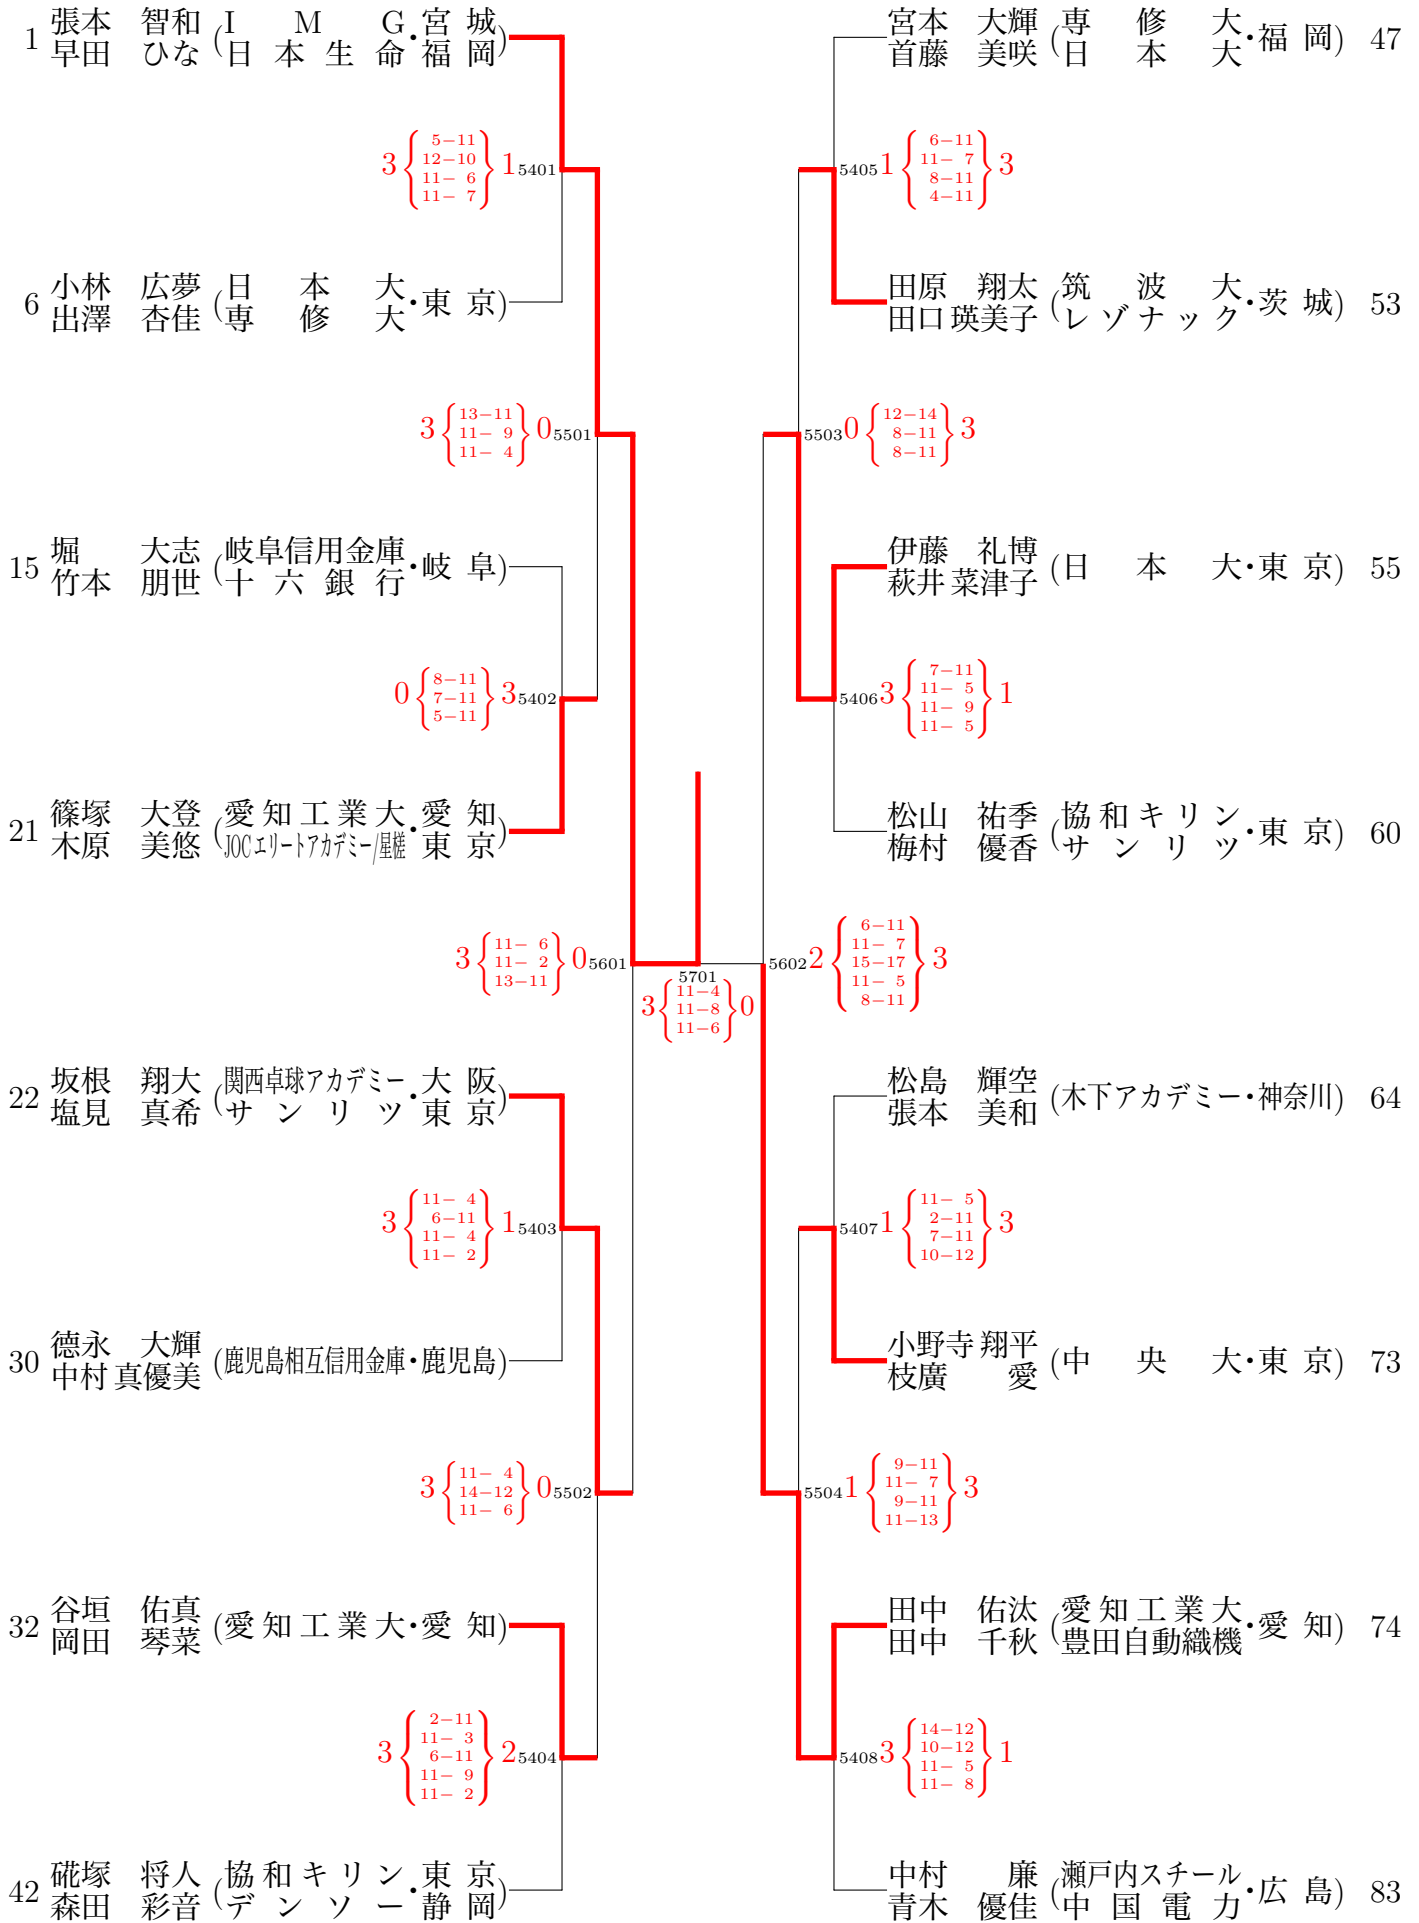 1 張本 智和 (I M G・宮城)
早田 ひな (日本生命・福岡)
3 { 5-11 12-10 11-6 11-7 } 1 5401
6 小林 広夢 (日本大・東京)
出澤 杏佳 (専修大・東京)
3 { 13-11 11-9 11-4 } 0 5501
15 堀 大志 (岐阜信用金庫・岐阜)
竹本 朋世 (十六銀行・岐阜)
0 { 8-11 7-11 5-11 } 3 5402
21 篠塚 大登 (愛知工業大・愛知)
木原 美悠 (JOCエリートアカデミー/星槎・東京)
3 { 11-6 11-2 13-11 } 0 5601
22 坂根 翔大 (関西卓球アカデミー・大阪)
塩見 真希 (サンリツ・東京)
3 { 11-4 6-11 11-4 11-2 } 1 5403
30 徳永 大輝 (鹿児島相互信用金庫・鹿児島)
中村 真優美
3 { 11-4 14-12 11-6 } 0 5502
32 谷垣 佑真 (愛知工業大・愛知)
岡田 琴菜
3 { 2-11 11-3 6-11 11-9 11-2 } 2 5404
42 硴塚 将人 (協和キリン・東京)
森田 彩音 (デンソー・静岡)
5701
3 { 11-4 11-8 11-6 } 0
宮本 大輝 (専修大・福岡) 47
首藤 美咲 (日本大・福岡)
5405 1 { 6-11 11-7 8-11 4-11 } 3
田原 翔太 (筑波大・茨城) 53
田口 瑛美子 (レゾナック・茨城)
5503 0 { 12-14 8-11 8-11 } 3
伊藤 礼博 (日本大・東京) 55
萩井 菜津子
5406 3 { 7-11 11-5 11-9 11-5 } 1
松山 祐季 (協和キリン・東京) 60
梅村 優香 (サンリツ・東京)
5602 2 { 6-11 11-7 15-17 11-5 8-11 } 3
松島 輝空 (木下アカデミー・神奈川) 64
張本 美和
5407 1 { 11-5 2-11 7-11 10-12 } 3
小野寺 翔平 (中央大・東京) 73
枝廣 愛
5504 1 { 9-11 11-7 9-11 11-13 } 3
田中 佑汰 (愛知工業大・愛知) 74
田中 千秋 (豊田自動織機・愛知)
5408 3 { 14-12 10-12 11-5 11-8 } 1
中村 廉 (瀬戸内スチール・広島) 83
青木 優佳 (中国電力・広島)